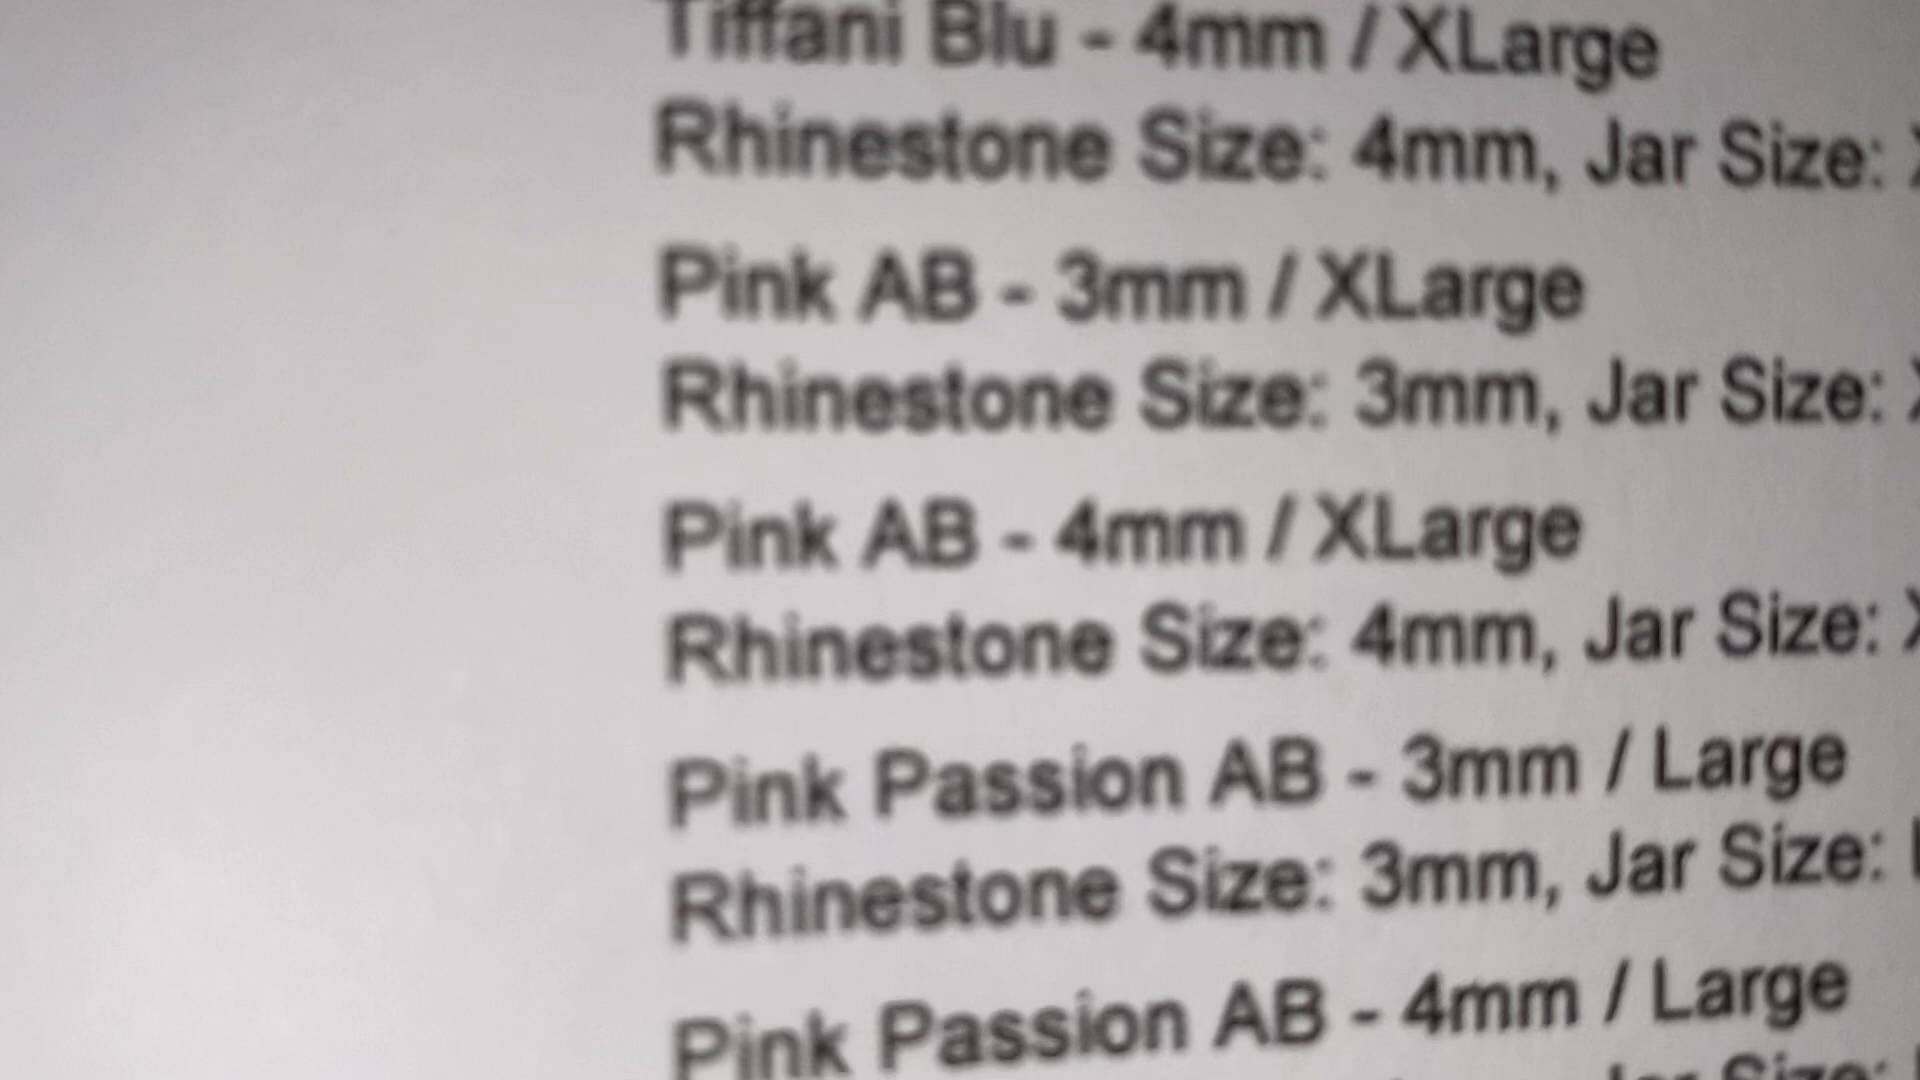 Tiffani Blu - 4mm / XLarge
Rhinestone Size: 4mm, Jar Size:
Pink AB - 3mm / XLarge
Rhinestone Size: 3mm, Jar Size:
Pink AB - 4mm / XLarge
Rhinestone Size: 4mm, Jar Size:
Pink Passion AB - 3mm / Large
Rhinestone Size: 3mm, Jar Size:
Pink Passion AB - 4mm / Large
Jar Size: